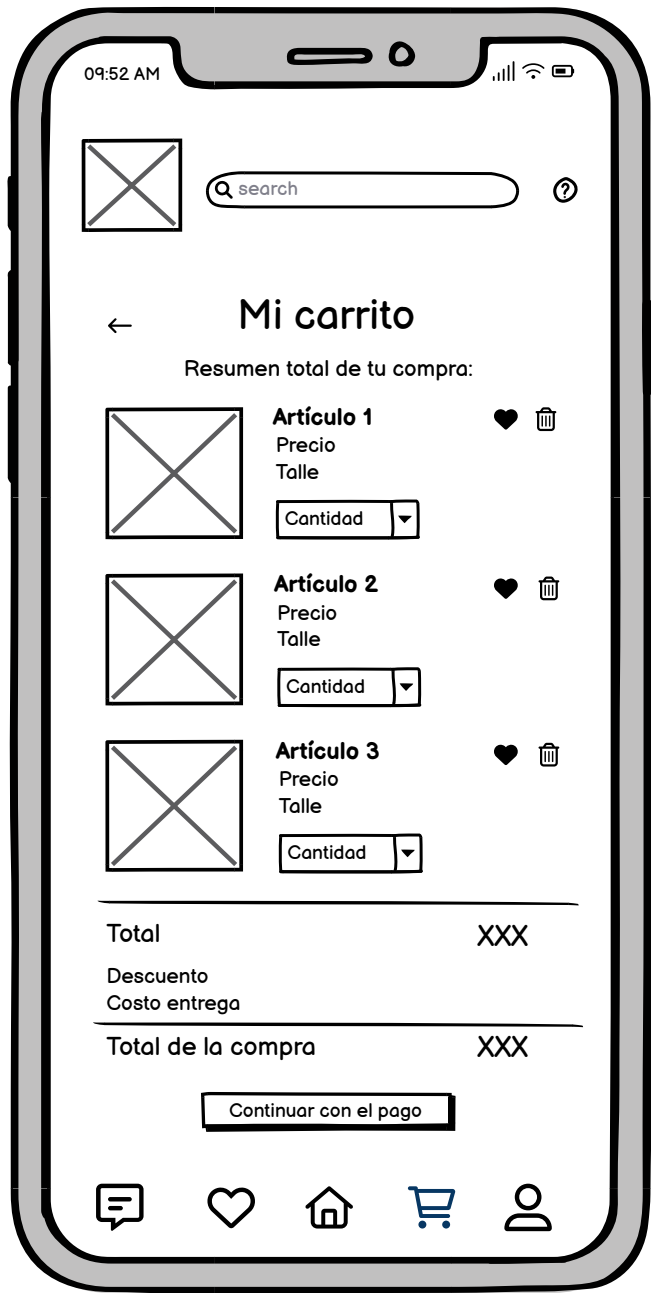 09:52 AM
search
?
Mi carrito
Resumen total de tu compra:
Artículo 1
Precio
Talle
Cantidad
Artículo 2
Precio
Talle
Cantidad
Artículo 3
Precio
Talle
Cantidad
Total XXX
Descuento
Costo entrega
Total de la compra XXX
Continuar con el pago